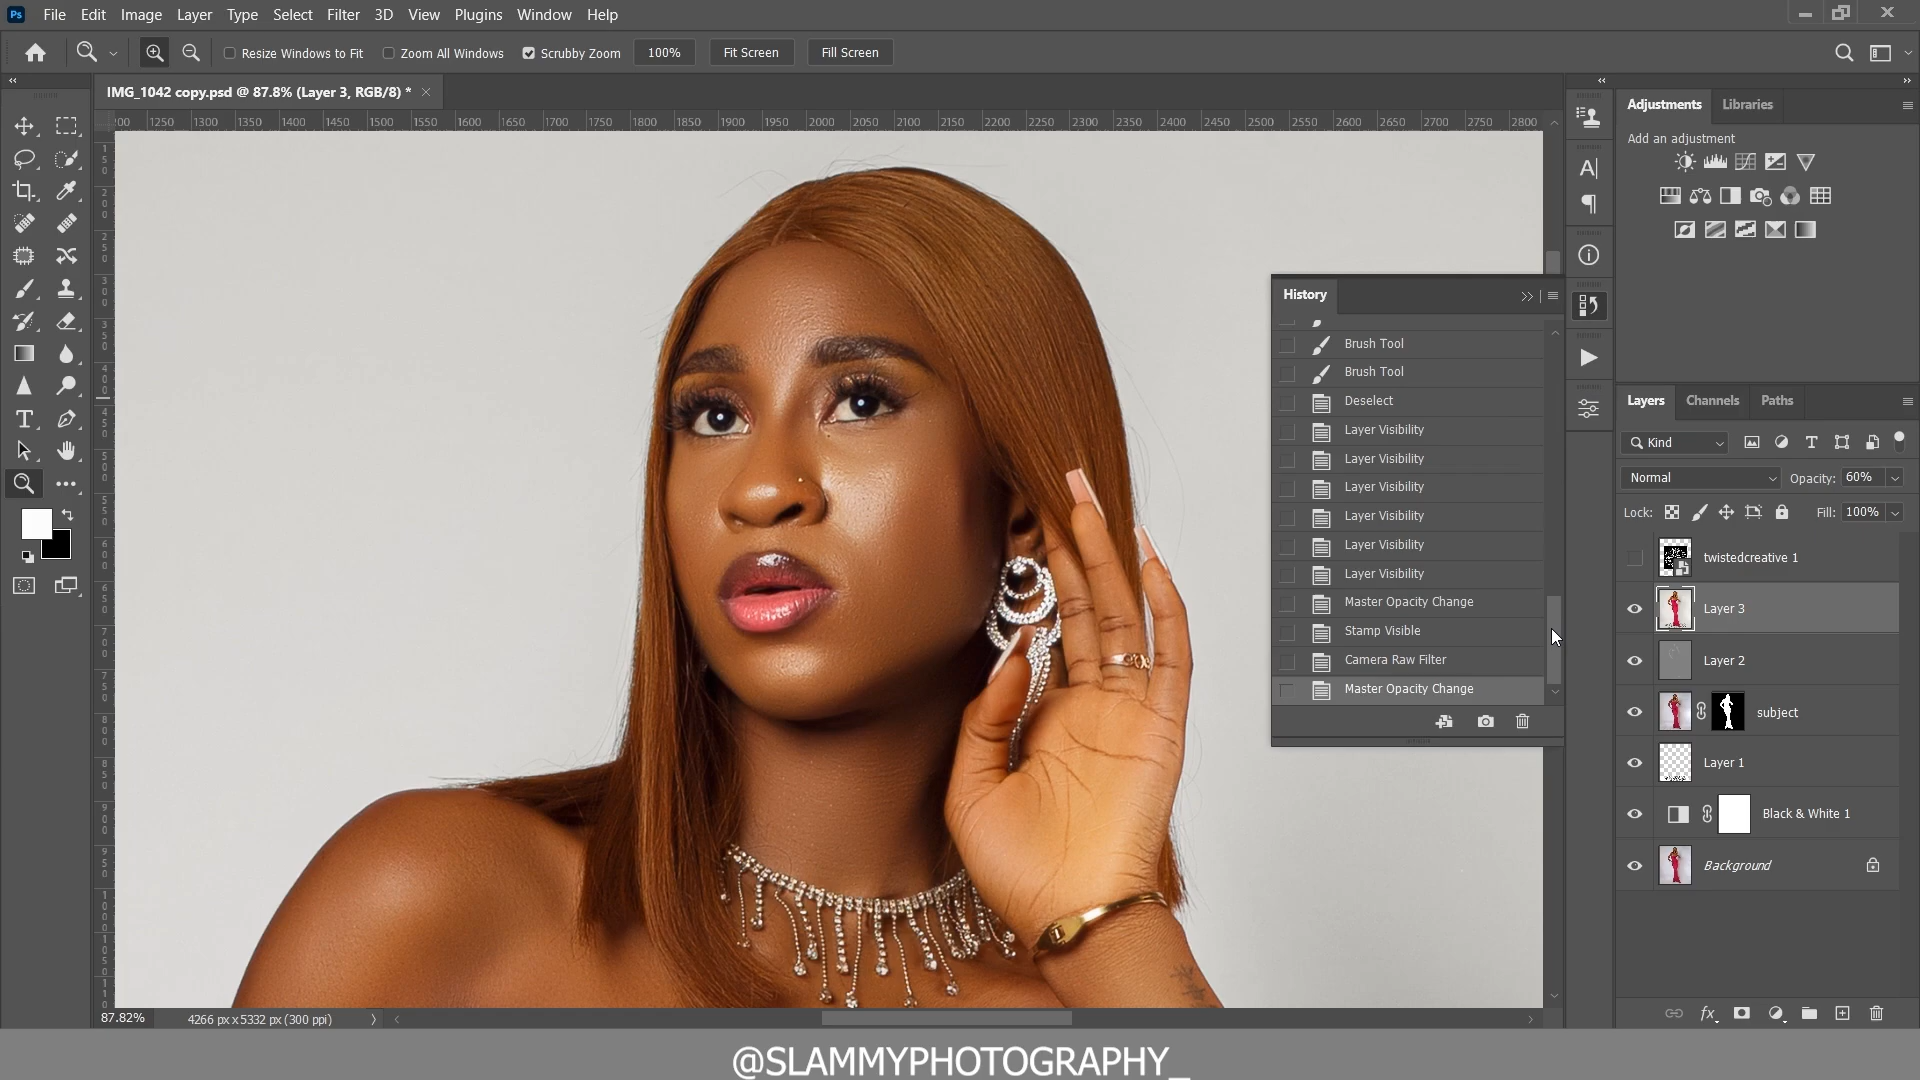 Ps File Edit Image Layer Type Select Filter 3D View Plugins Window Help
Resize Windows to Fit Zoom All Windows Scrubby Zoom 100% Fit Screen Fill Screen
IMG_1042 copy.psd @ 87.8% (Layer 3, RGB/8) *
1250 1300 1350 1400 1450 1500 1550 1600 1650 1700 1750 1800 1850 1900 1950 2000 2050 2100 2150 2200 2250 2300 2350 2400 2450 2500 2550 2600 2650 2700 2750 2800
Adjustments Libraries
Add an adjustment
History
Brush Tool
Brush Tool
Deselect
Layer Visibility
Layer Visibility
Layer Visibility
Layer Visibility
Layer Visibility
Layer Visibility
Master Opacity Change
Stamp Visible
Camera Raw Filter
Master Opacity Change
Layers Channels Paths
Kind
Normal Opacity: 60%
Lock: Fill: 100%
twistedcreative 1
Layer 3
Layer 2
subject
Layer 1
Black & White 1
Background
87.82% 4266 px x 5332 px (300 ppi)
@SLAMMYPHOTOGRAPHY_